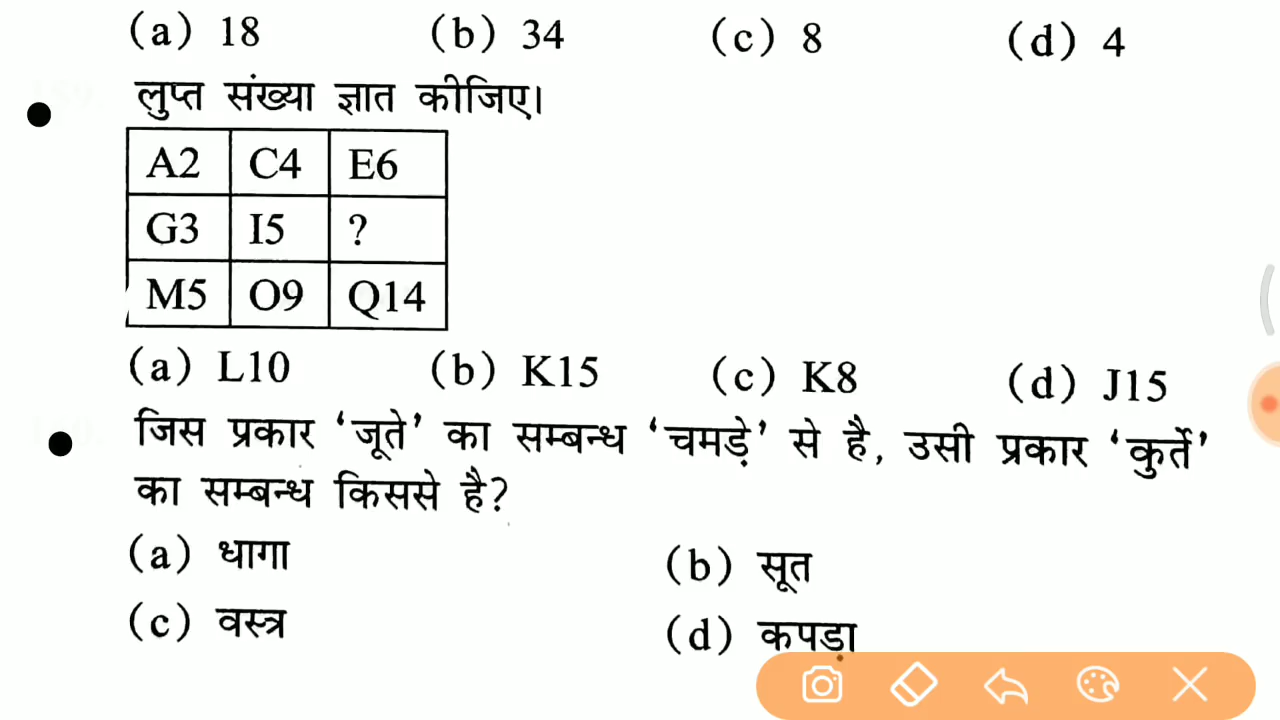 (a) 18 (b) 34 (c) 8 (d) 4
लुप्त संख्या ज्ञात कीजिए।
A2 C4 E6
G3 I5 ?
M5 O9 Q14
(a) L10 (b) K15 (c) K8 (d) J15
जिस प्रकार ‘जूते’ का सम्बन्ध ‘चमड़े’ से है, उसी प्रकार ‘कुर्ते’
का सम्बन्ध किससे है?
(a) धागा (b) सूत
(c) वस्त्र (d) कपड़ा